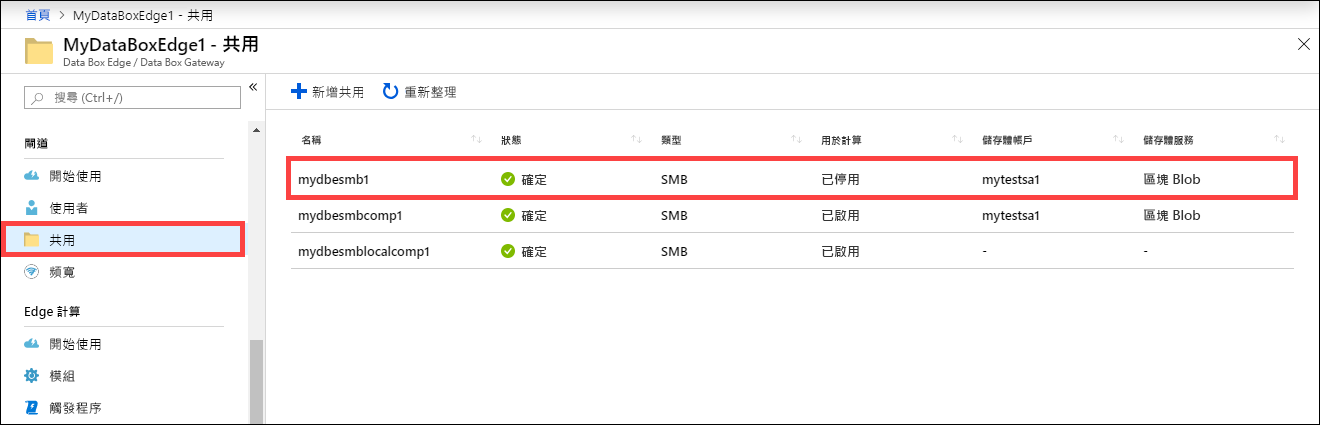 首頁 > MyDataBoxEdge1 - 共用
MyDataBoxEdge1 - 共用
Data Box Edge / Data Box Gateway
搜尋 (Ctrl+/)
閘道
開始使用
使用者
共用
頻寬
Edge 計算
開始使用
模組
觸發程序
新增共用 重新整理
名稱 狀態 類型 用於計算 儲存體帳戶 儲存體服務
mydbesmb1 確定 SMB 已停用 mytestsa1 區塊 Blob
mydbesmbcomp1 確定 SMB 已啟用 mytestsa1 區塊 Blob
mydbesmblocalcomp1 確定 SMB 已啟用 - -